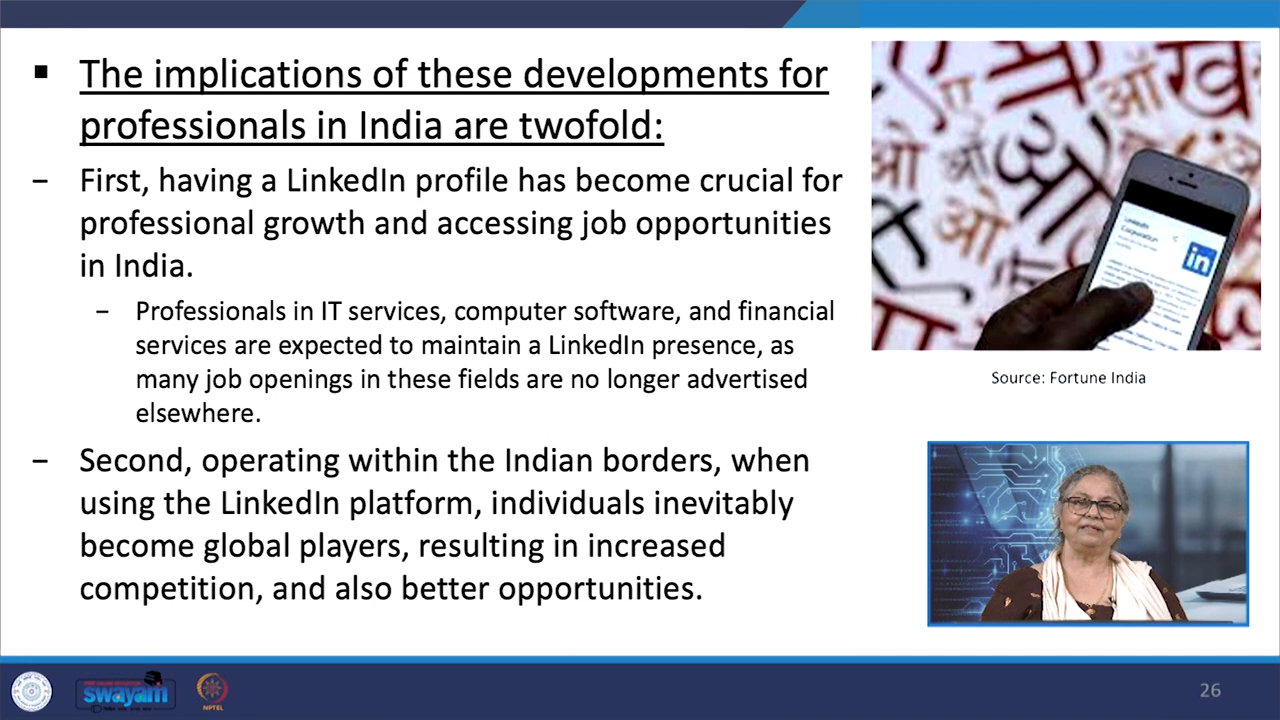 The implications of these developments for
professionals in India are twofold:
First, having a LinkedIn profile has become crucial for
professional growth and accessing job opportunities
in India.
Professionals in IT services, computer software, and financial
services are expected to maintain a LinkedIn presence, as
many job openings in these fields are no longer advertised
elsewhere.
Second, operating within the Indian borders, when
using the LinkedIn platform, individuals inevitably
become global players, resulting in increased
competition, and also better opportunities.
ख
ओ
LinkedIn
Corporation
in
Source: Fortune India
swayam
NPTEL
26